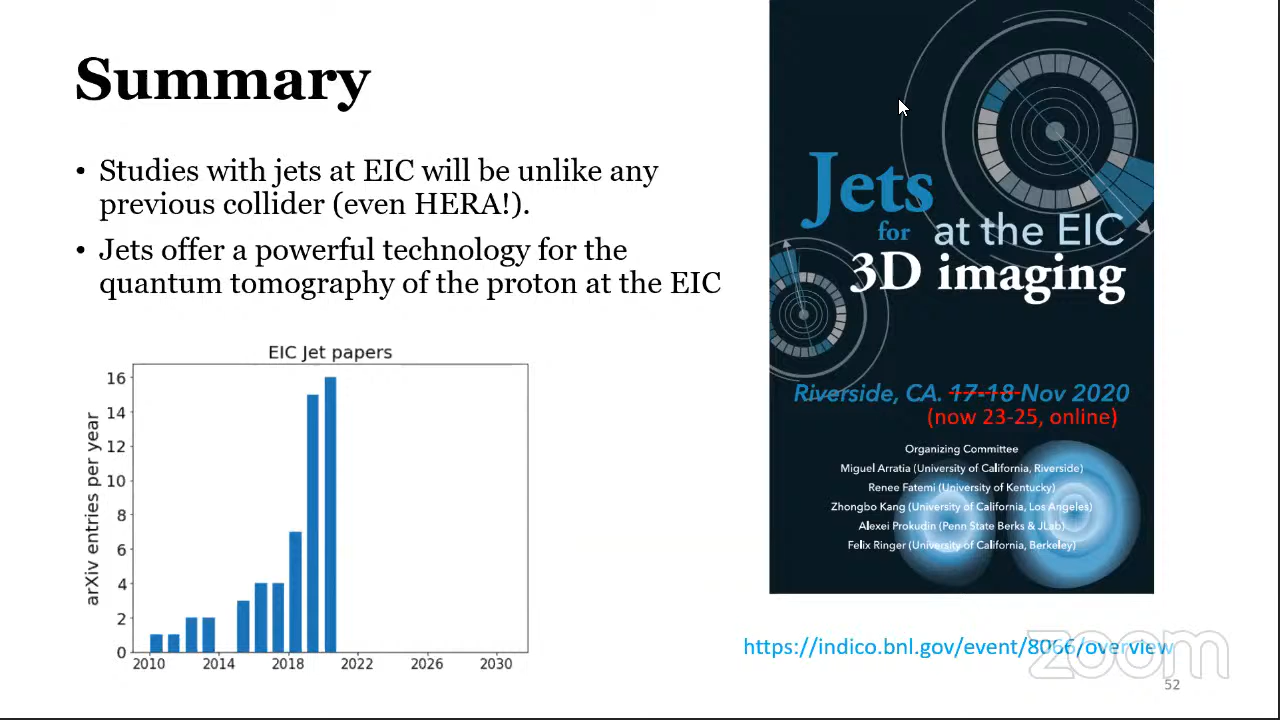 Summary
• Studies with jets at EIC will be unlike any
previous collider (even HERA!).
• Jets offer a powerful technology for the
quantum tomography of the proton at the EIC
EIC Jet papers
arXiv entries per year
16
14
12
10
8
6
4
2
0
2010 2014 2018 2022 2026 2030
Jets
for at the EIC
3D imaging
Riverside, CA. 17-18 Nov 2020
(now 23-25, online)
Organizing Committee
Miguel Arratia (University of California, Riverside)
Renee Fatemi (University of Kentucky)
Zhongbo Kang (University of California, Los Angeles)
Alexei Prokudin (Penn State Berks & JLab)
Felix Ringer (University of California, Berkeley)
https://indico.bnl.gov/event/8066/overview
zoom
52